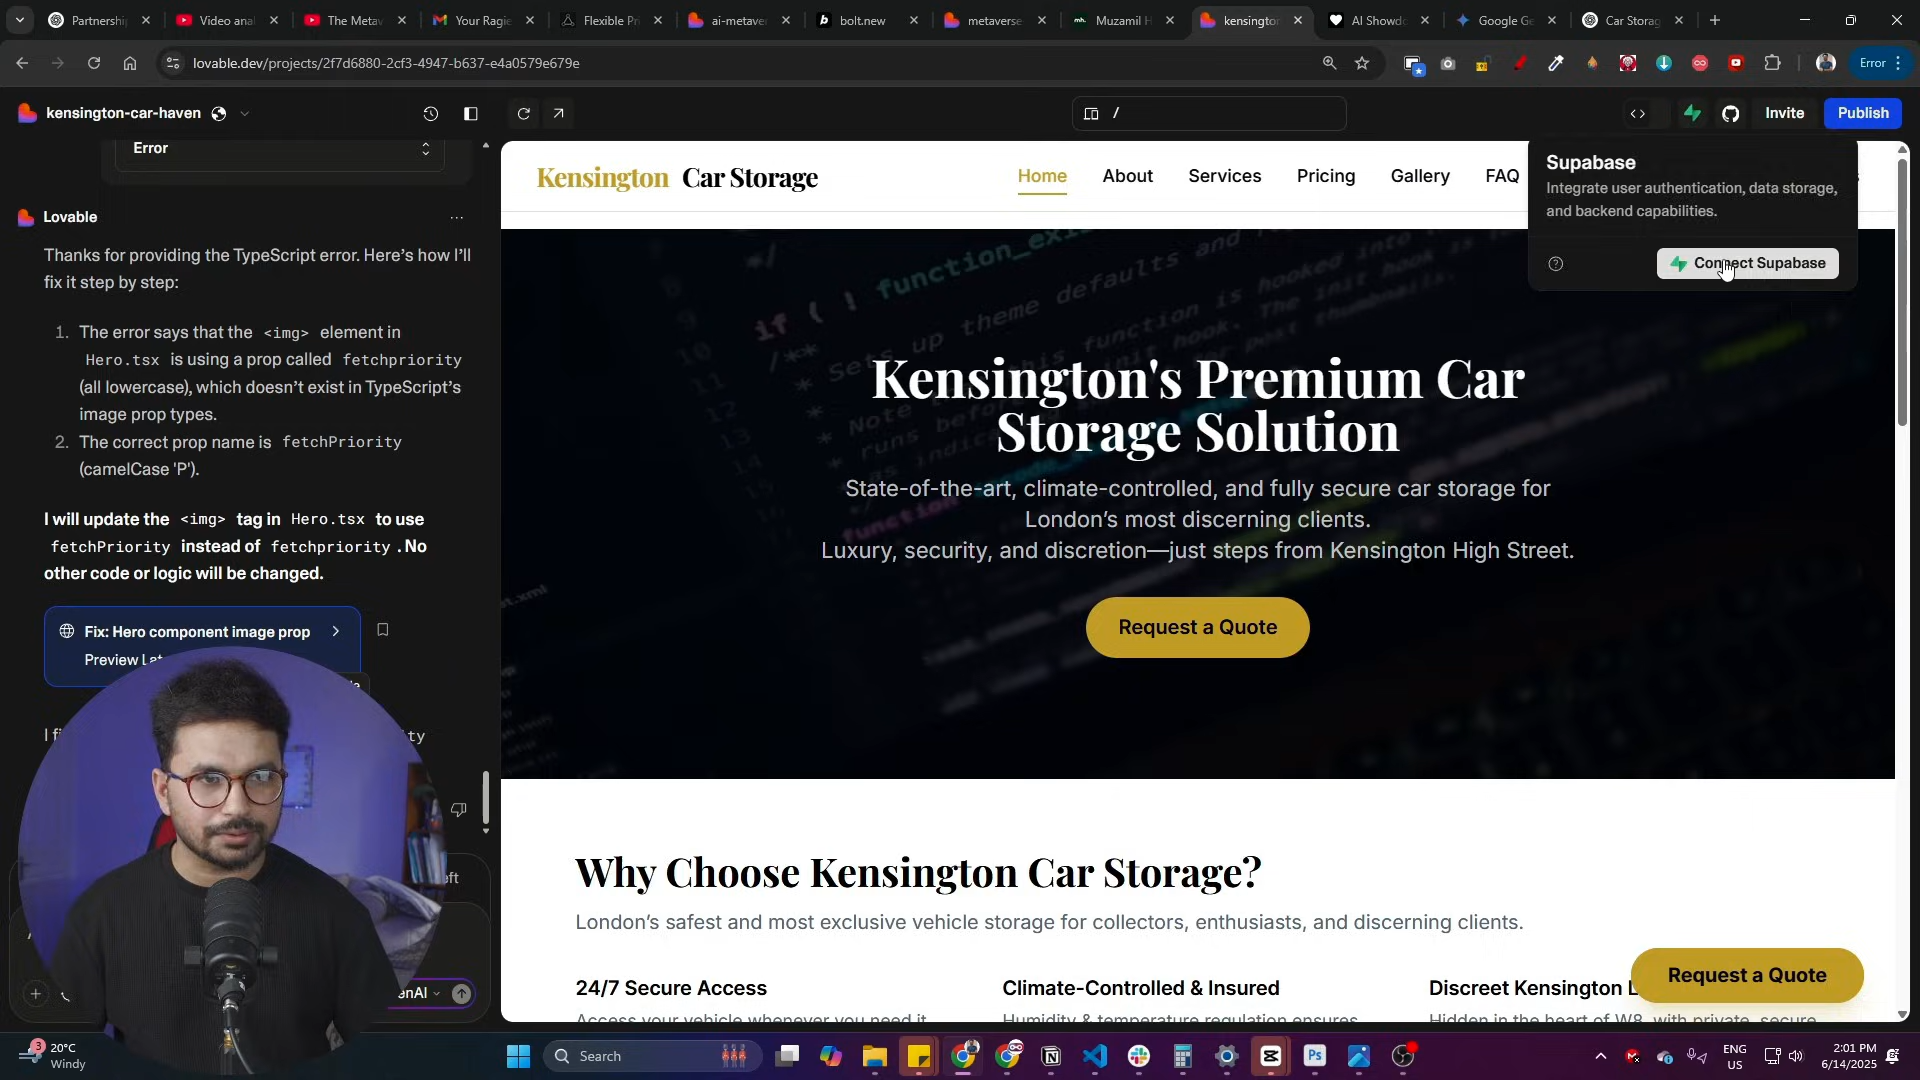 Partnership
Video anal
The Metav
Your Ragie
Flexible Pri
ai-metaver
bolt.new
metaverse
mh.
Muzamil H
kensington
AI Showdo
Google Ge
Car Storag
lovable.dev/projects/2f7d6880-2cf3-4947-b637-e4a0579e679e
Error
kensington-car-haven
/
Invite
Publish
Error
Lovable
Thanks for providing the TypeScript error. Here's how I'll
fix it step by step:
1. The error says that the <img> element in
Hero.tsx is using a prop called fetchpriority
(all lowercase), which doesn't exist in TypeScript's
image prop types.
2. The correct prop name is fetchPriority
(camelCase 'P').
I will update the <img> tag in Hero.tsx to use
fetchPriority instead of fetchpriority. No
other code or logic will be changed.
Fix: Hero component image prop
Preview Lat
Kensington Car Storage
Home
About
Services
Pricing
Gallery
FAQ
Supabase
Integrate user authentication, data storage,
and backend capabilities.
Connect Supabase
Kensington's Premium Car
Storage Solution
State-of-the-art, climate-controlled, and fully secure car storage for
London's most discerning clients.
Luxury, security, and discretion—just steps from Kensington High Street.
Request a Quote
Why Choose Kensington Car Storage?
London's safest and most exclusive vehicle storage for collectors, enthusiasts, and discerning clients.
24/7 Secure Access
Climate-Controlled & Insured
Discreet Kensington L
Access your vehicle whenever you need it
Humidity & temperature regulation ensures
Hidden in the heart of W8, with private, secure
Request a Quote
enAI
3
20°C
Windy
Search
ENG
US
2:01 PM
6/14/2025